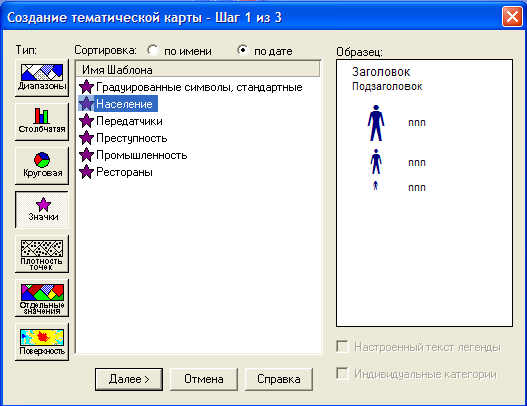 Создание тематической карты - Шаг 1 из 3
Тип:
Сортировка: по имени по дате
Образец:
Диапазоны
Столбчатая
Круговая
Значки
Плотность точек
Отдельные значения
Поверхность
Имя Шаблона
Градуированные символы, стандартные
Население
Передатчики
Преступность
Промышленность
Рестораны
Заголовок
Подзаголовок
nnn
nnn
nnn
Настроенный текст легенды
Индивидуальные категории
Далее >
Отмена
Справка